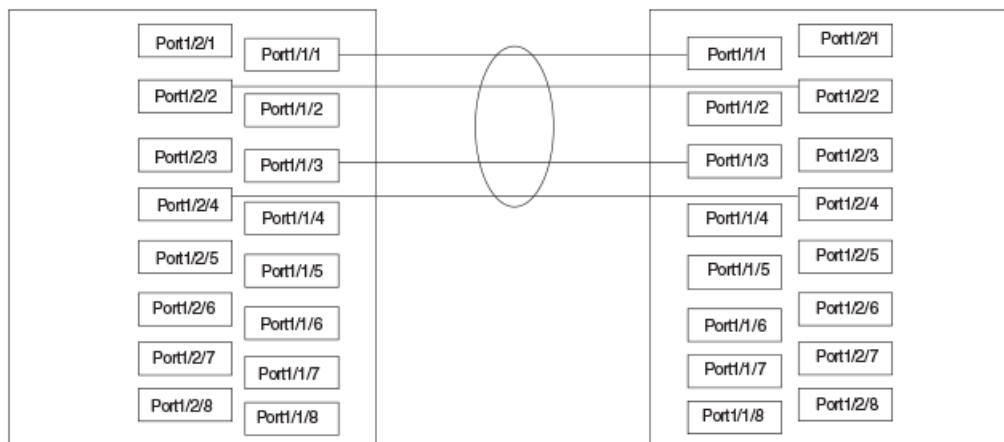 Port1/2/1
Port1/1/1
Port1/2/2
Port1/1/2
Port1/2/3
Port1/1/3
Port1/2/4
Port1/1/4
Port1/2/5
Port1/1/5
Port1/2/6
Port1/1/6
Port1/2/7
Port1/1/7
Port1/2/8
Port1/1/8
Port1/2/1
Port1/1/1
Port1/2/2
Port1/1/2
Port1/2/3
Port1/1/3
Port1/2/4
Port1/1/4
Port1/2/5
Port1/1/5
Port1/2/6
Port1/1/6
Port1/2/7
Port1/1/7
Port1/2/8
Port1/1/8